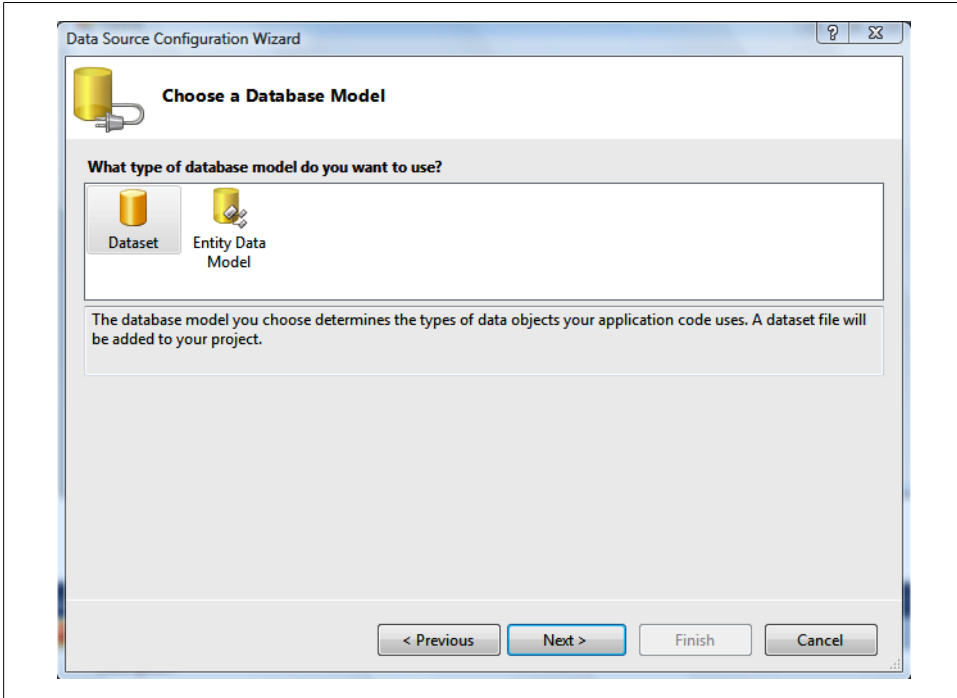 Data Source Configuration Wizard
Choose a Database Model
What type of database model do you want to use?
Dataset
Entity Data
Model
The database model you choose determines the types of data objects your application code uses. A dataset file will
be added to your project.
< Previous
Next >
Finish
Cancel